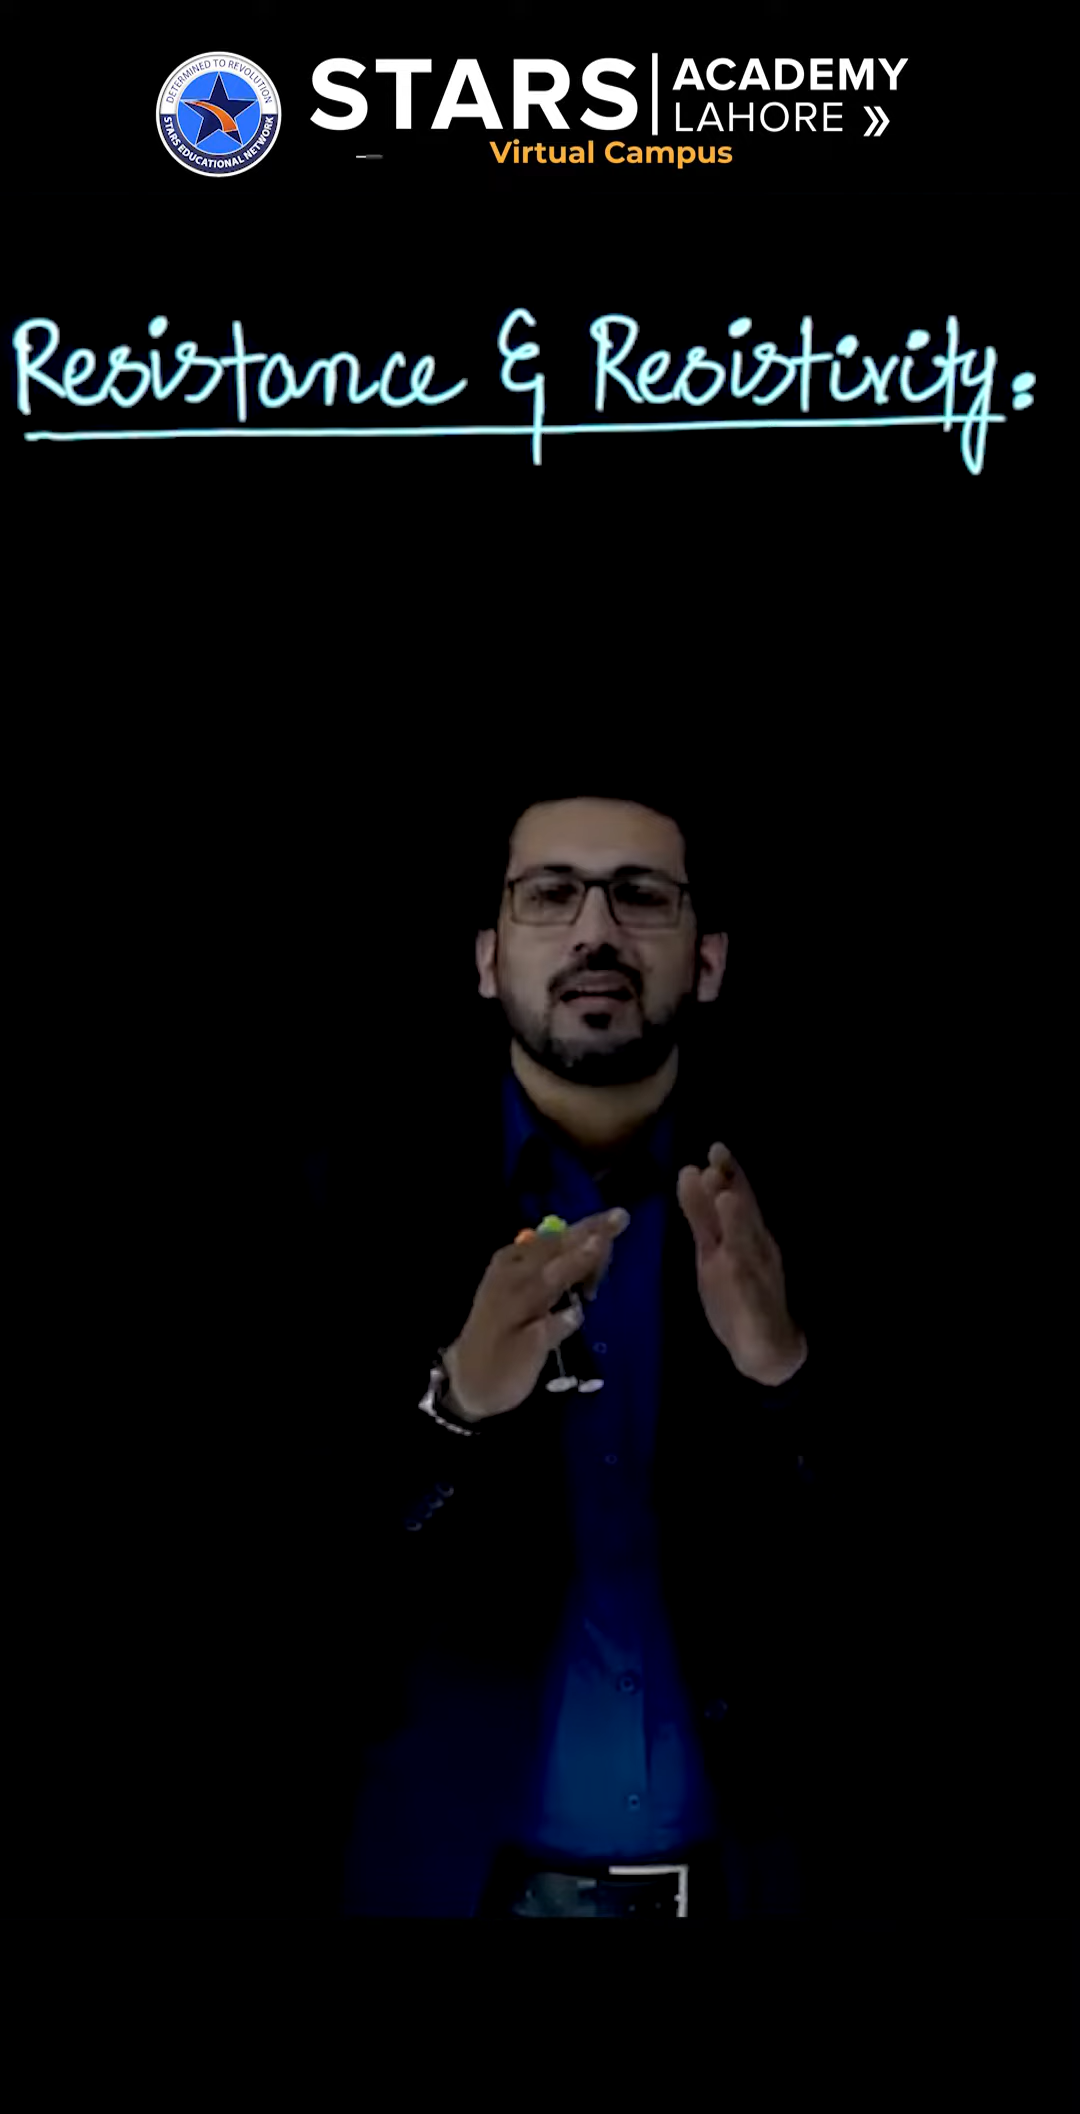 DETERMINED TO REVOLUTION
STARS EDUCATIONAL NETWORK
STARS ACADEMY
LAHORE »
Virtual Campus
Resistance & Resistivity: